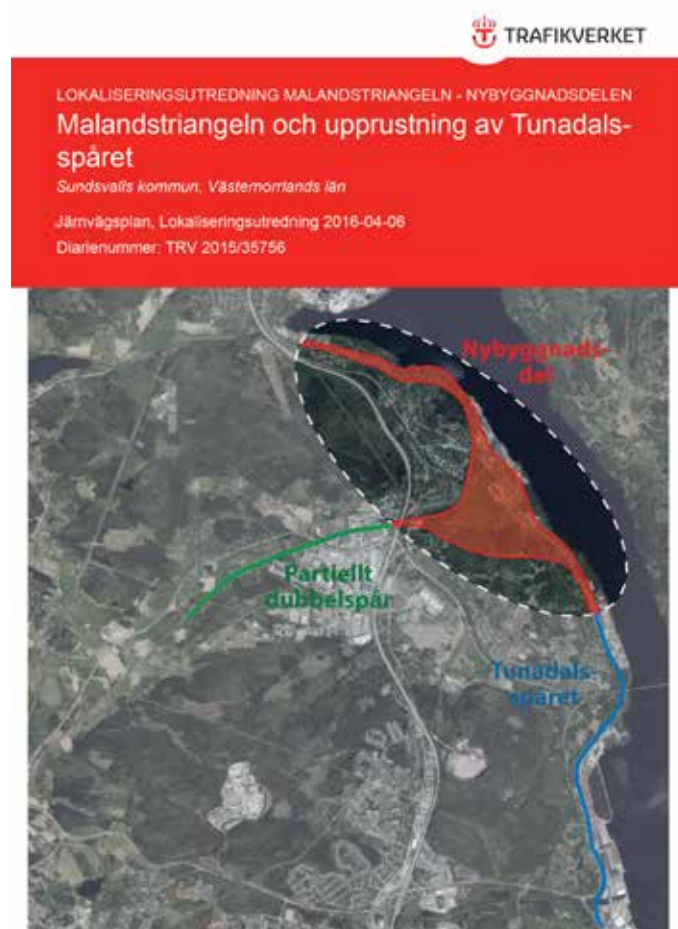 TRAFIKVERKET
LOKALISERINGSUTREDNING MALANDSTRIANGELN - NYBYGGNADSDELEN
Malandstriangeln och upprustning av Tunadals-
spåret
Sundsvalls kommun, Västernorrlands län
Järnvägsplan, Lokaliseringsutredning 2016-04-06
Diarienummer: TRV 2015/35756
Nybyggnads-
del
Partiellt
dubbelspår
Tunadals-
spåret